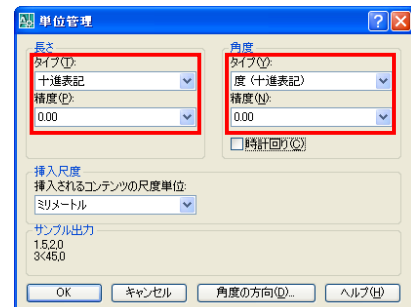 単位管理
長さ
タイプ(T):
十進表記
精度(P):
0.00
角度
タイプ(Y):
度（十進表記）
精度(N):
0.00
時計回り(C)
挿入尺度
挿入されるコンテンツの尺度単位:
ミリメートル
サンプル出力
1.5,2,0
3<45,0
OK
キャンセル
角度の方向(D)...
ヘルプ(H)